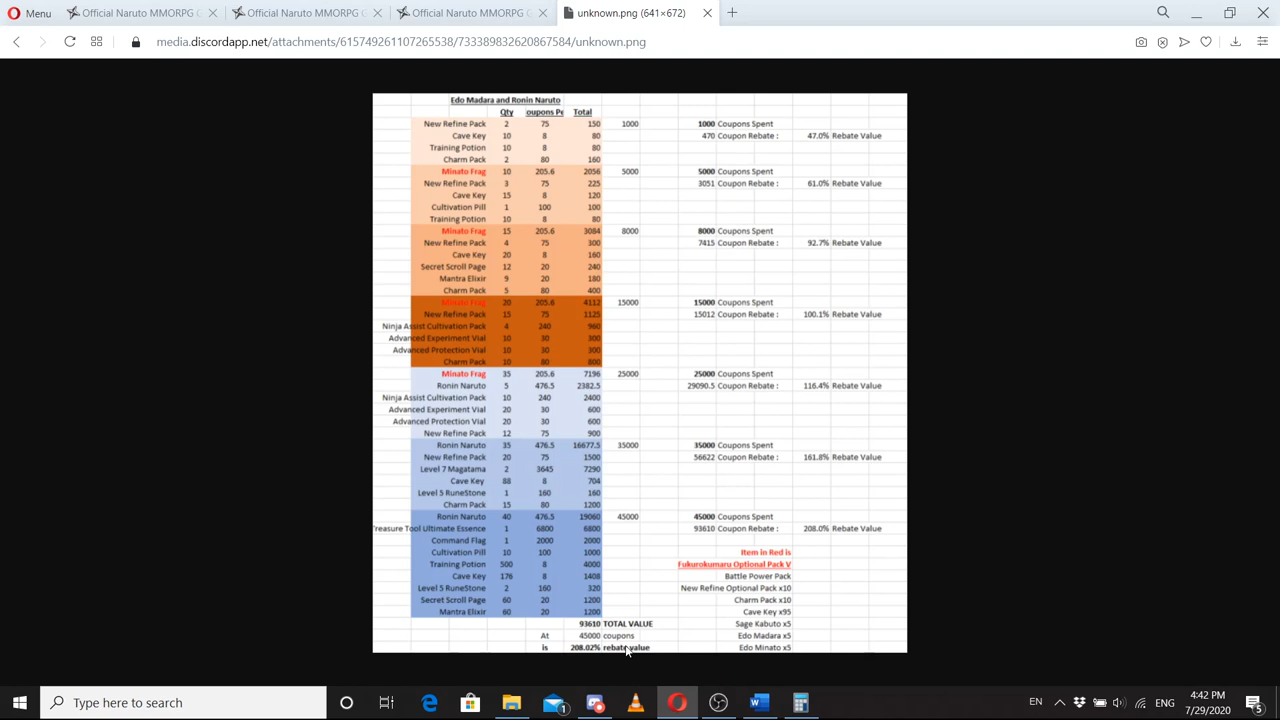 Menu Official Naruto MMORPG Official Naruto MMORPG Official Naruto MMORPG unknown.png (641×672)
media.discordapp.net/attachments/615749261107265538/733389832620867584/unknown.png
Edo Madara and Ronin Naruto
Qty oupons Pe Total
New Refine Pack 2 75 150 1000 1000 Coupons Spent
Cave Key 10 8 80 470 Coupon Rebate : 47.0% Rebate Value
Training Potion 10 8 80
Charm Pack 2 80 160
Minato Frag 10 205.6 2056 5000 5000 Coupons Spent
New Refine Pack 3 75 225 3051 Coupon Rebate : 61.0% Rebate Value
Cave Key 15 8 120
Cultivation Pill 1 100 100
Training Potion 10 8 80
Minato Frag 15 205.6 3084 8000 8000 Coupons Spent
New Refine Pack 4 75 300 7415 Coupon Rebate : 92.7% Rebate Value
Cave Key 20 8 160
Secret Scroll Page 12 20 240
Mantra Elixir 9 20 180
Charm Pack 5 80 400
Minato Frag 20 205.6 4112 15000 15000 Coupons Spent
New Refine Pack 15 75 1125 15012 Coupon Rebate : 100.1% Rebate Value
Ninja Assist Cultivation Pack 4 240 960
Advanced Experiment Vial 10 30 300
Advanced Protection Vial 10 30 300
Charm Pack 10 80 800
Minato Frag 35 205.6 7196 25000 25000 Coupons Spent
Ronin Naruto 5 476.5 2382.5 29090.5 Coupon Rebate : 116.4% Rebate Value
Ninja Assist Cultivation Pack 10 240 2400
Advanced Experiment Vial 20 30 600
Advanced Protection Vial 20 30 600
New Refine Pack 12 75 900
Ronin Naruto 35 476.5 16677.5 35000 35000 Coupons Spent
New Refine Pack 20 75 1500 56622 Coupon Rebate : 161.8% Rebate Value
Level 7 Magatama 2 3645 7290
Cave Key 88 8 704
Level 5 RuneStone 1 160 160
Charm Pack 15 80 1200
Ronin Naruto 40 476.5 19060 45000 45000 Coupons Spent
Treasure Tool Ultimate Essence 1 6800 6800 93610 Coupon Rebate : 208.0% Rebate Value
Command Flag 1 2000 2000
Cultivation Pill 10 100 1000 Item in Red is
Training Potion 500 8 4000 Fukurokumaru Optional Pack V
Cave Key 176 8 1408 Battle Power Pack
Level 5 RuneStone 2 160 320 New Refine Optional Pack x10
Secret Scroll Page 60 20 1200 Charm Pack x10
Mantra Elixir 60 20 1200 Cave Key x95
93610 TOTAL VALUE Sage Kabuto x5
At 45000 coupons Edo Madara x5
is 208.02% rebate value Edo Minato x5
Type here to search 1 EN 4:42 PM
7/29/2020 5